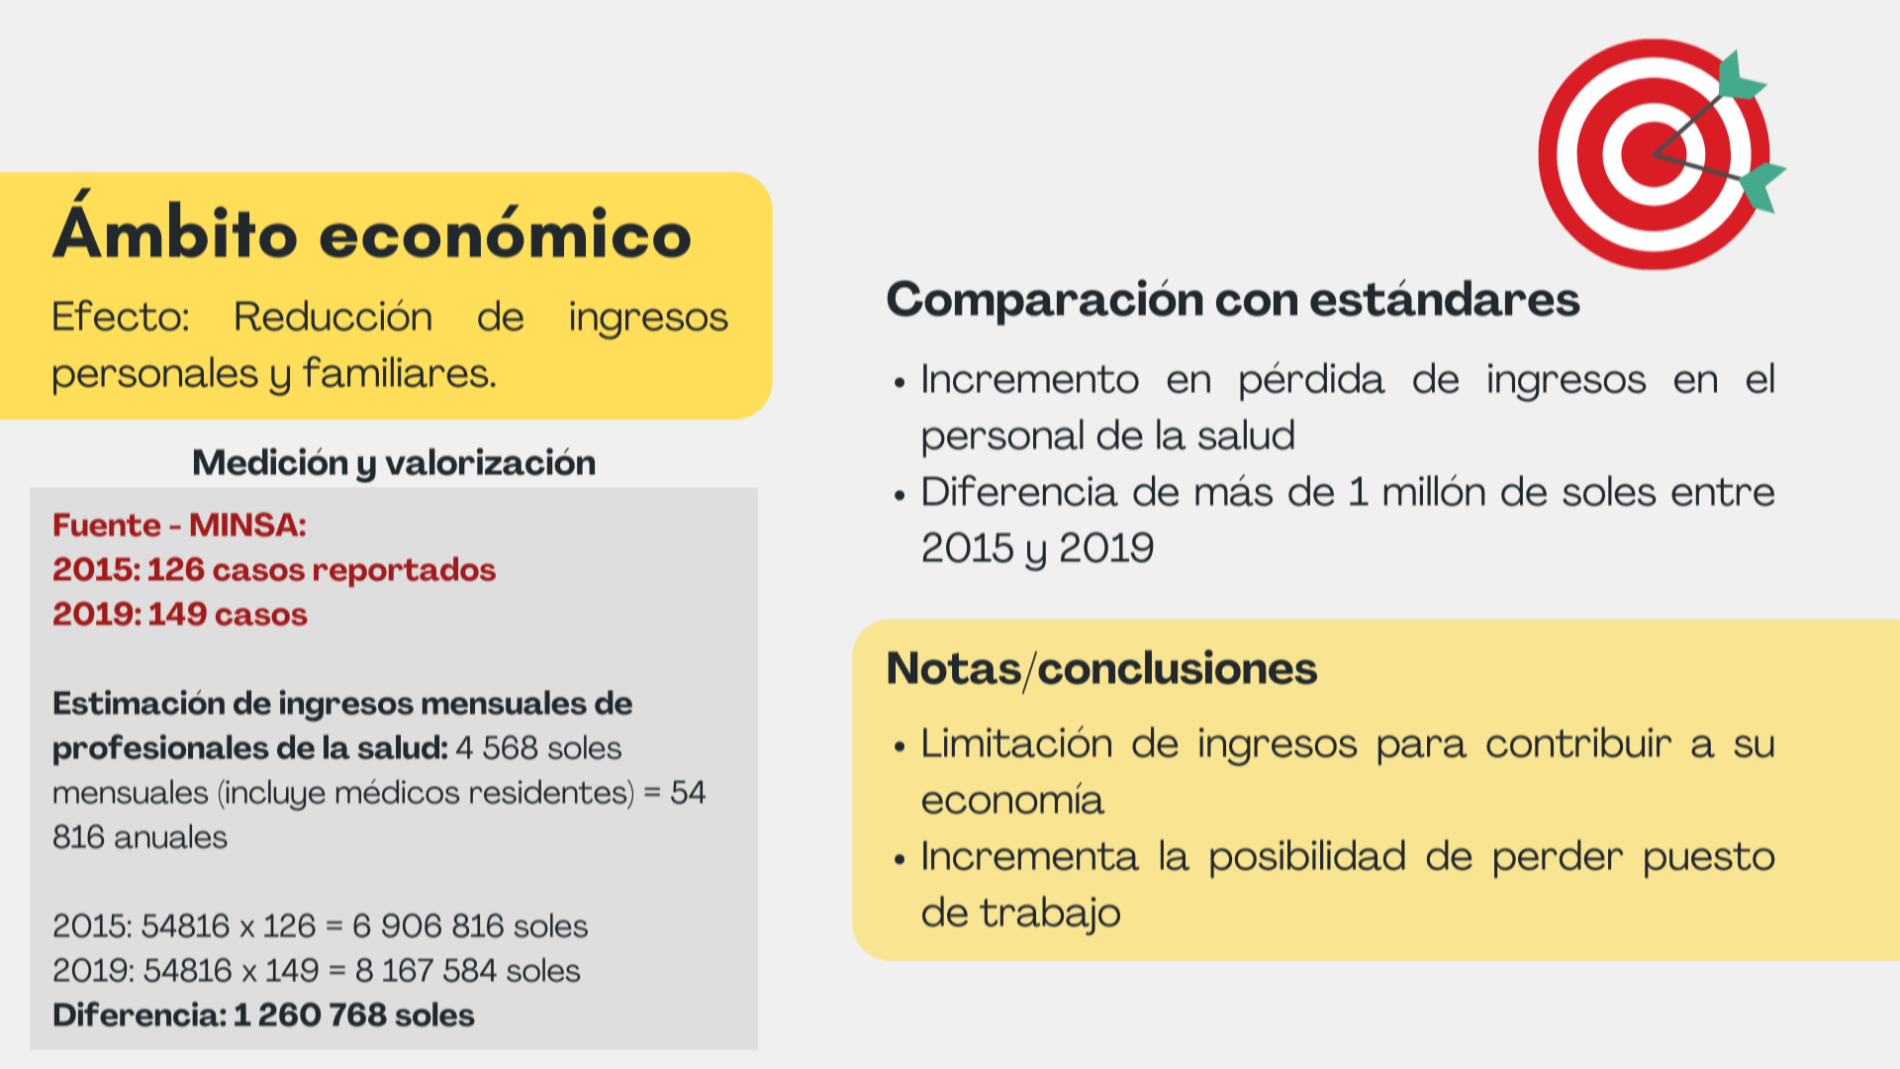 Ámbito económico
Efecto: Reducción de ingresos
personales y familiares.
Medición y valorización
Fuente - MINSA:
2015: 126 casos reportados
2019: 149 casos
Estimación de ingresos mensuales de
profesionales de la salud: 4 568 soles
mensuales (incluye médicos residentes) = 54
816 anuales
2015: 54816 x 126 = 6 906 816 soles
2019: 54816 x 149 = 8 167 584 soles
Diferencia: 1 260 768 soles
Comparación con estándares
• Incremento en pérdida de ingresos en el
personal de la salud
• Diferencia de más de 1 millón de soles entre
2015 y 2019
Notas/conclusiones
• Limitación de ingresos para contribuir a su
economía
• Incrementa la posibilidad de perder puesto
de trabajo